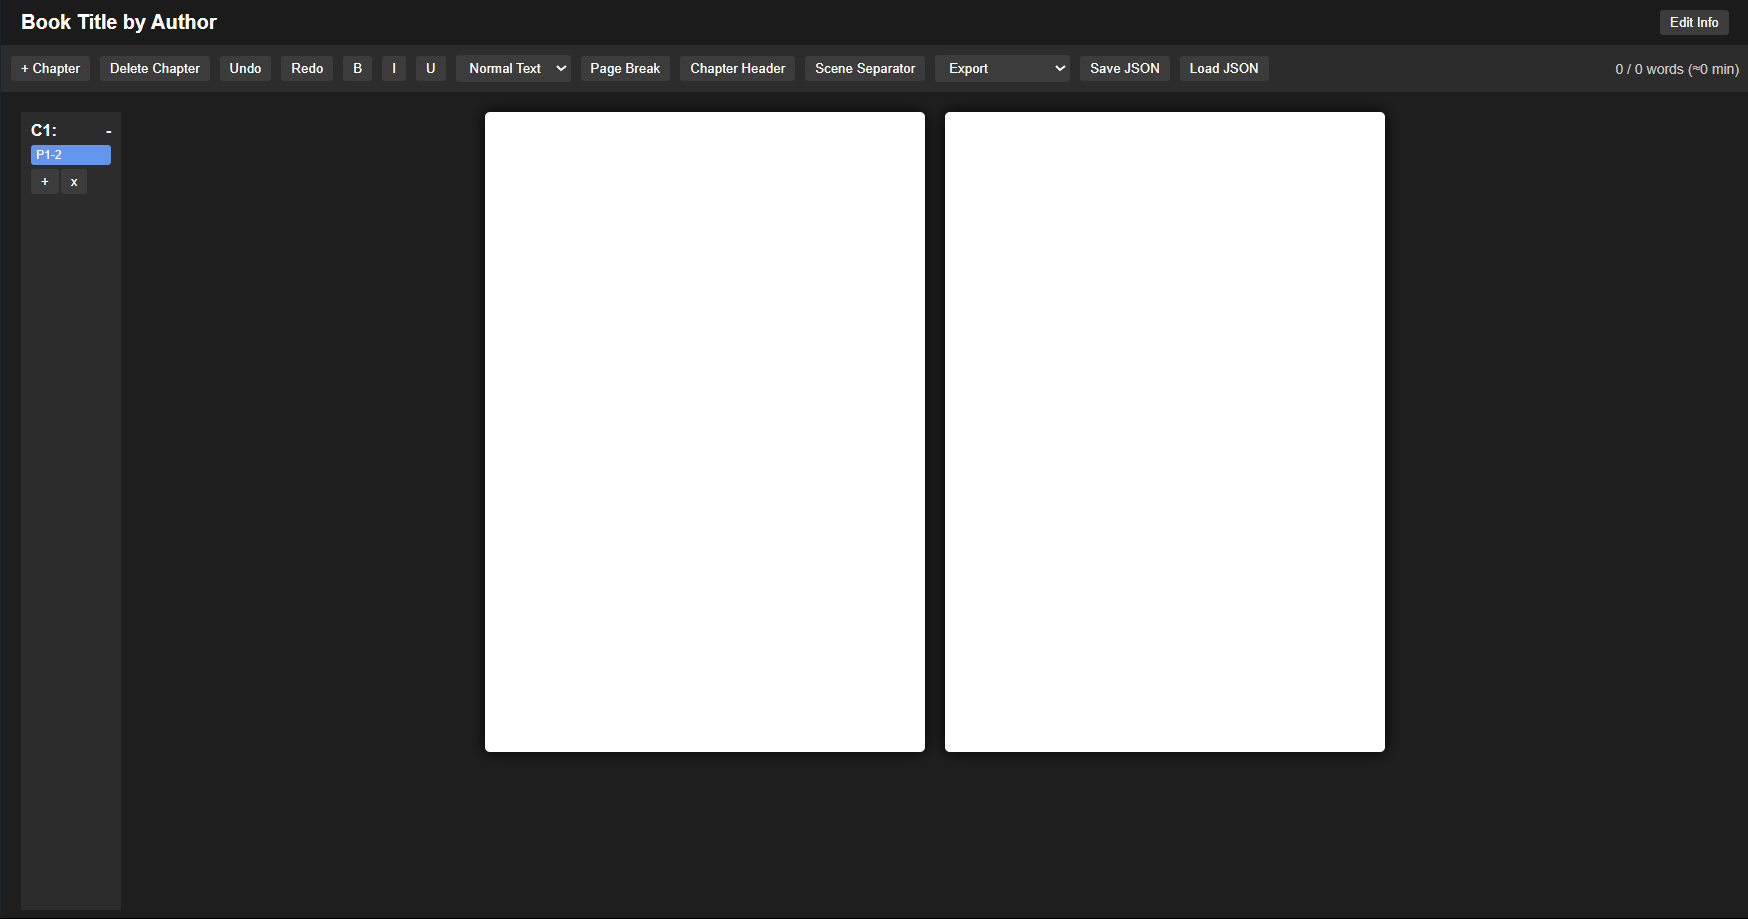 Book Title by Author
Edit Info
+ Chapter Delete Chapter Undo Redo B I U Normal Text Page Break Chapter Header Scene Separator Export Save JSON Load JSON 0 / 0 words (≈0 min)
C1: -
P1-2
+ x